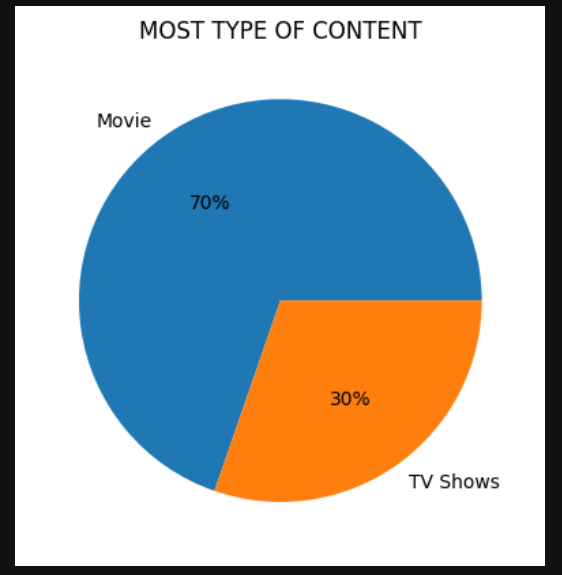 MOST TYPE OF CONTENT
Movie
70%
30%
TV Shows